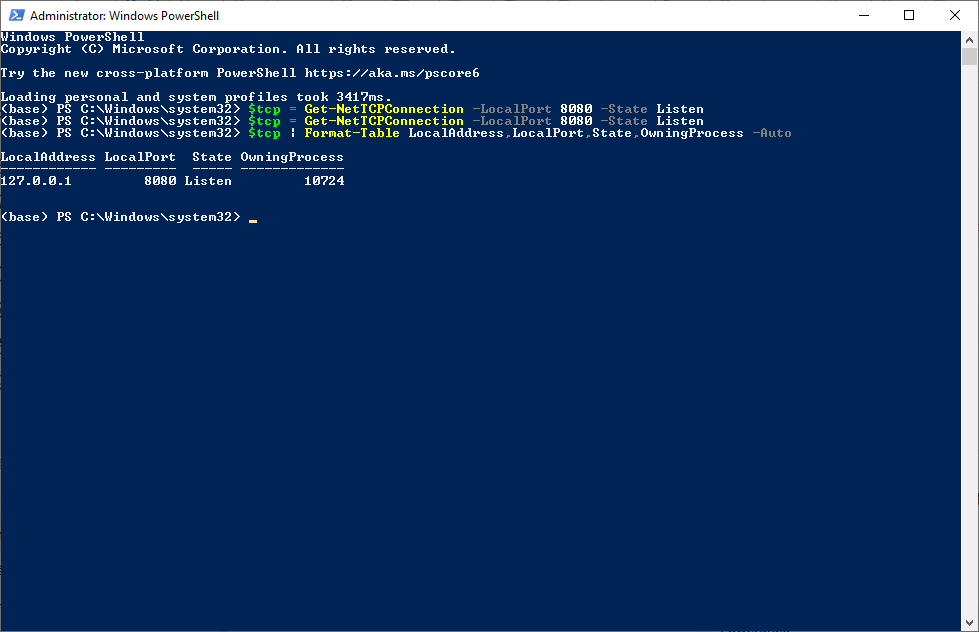 Administrator: Windows PowerShell
Windows PowerShell
Copyright (C) Microsoft Corporation. All rights reserved.
Try the new cross-platform PowerShell https://aka.ms/pscore6
Loading personal and system profiles took 3417ms.
(base) PS C:\Windows\system32> $tcp = Get-NetTCPConnection -LocalPort 8080 -State Listen
(base) PS C:\Windows\system32> $tcp = Get-NetTCPConnection -LocalPort 8080 -State Listen
(base) PS C:\Windows\system32> $tcp | Format-Table LocalAddress,LocalPort,State,OwningProcess -Auto
LocalAddress LocalPort  State OwningProcess
------------ ---------  ----- -------------
127.0.0.1         8080 Listen         10724
(base) PS C:\Windows\system32> _